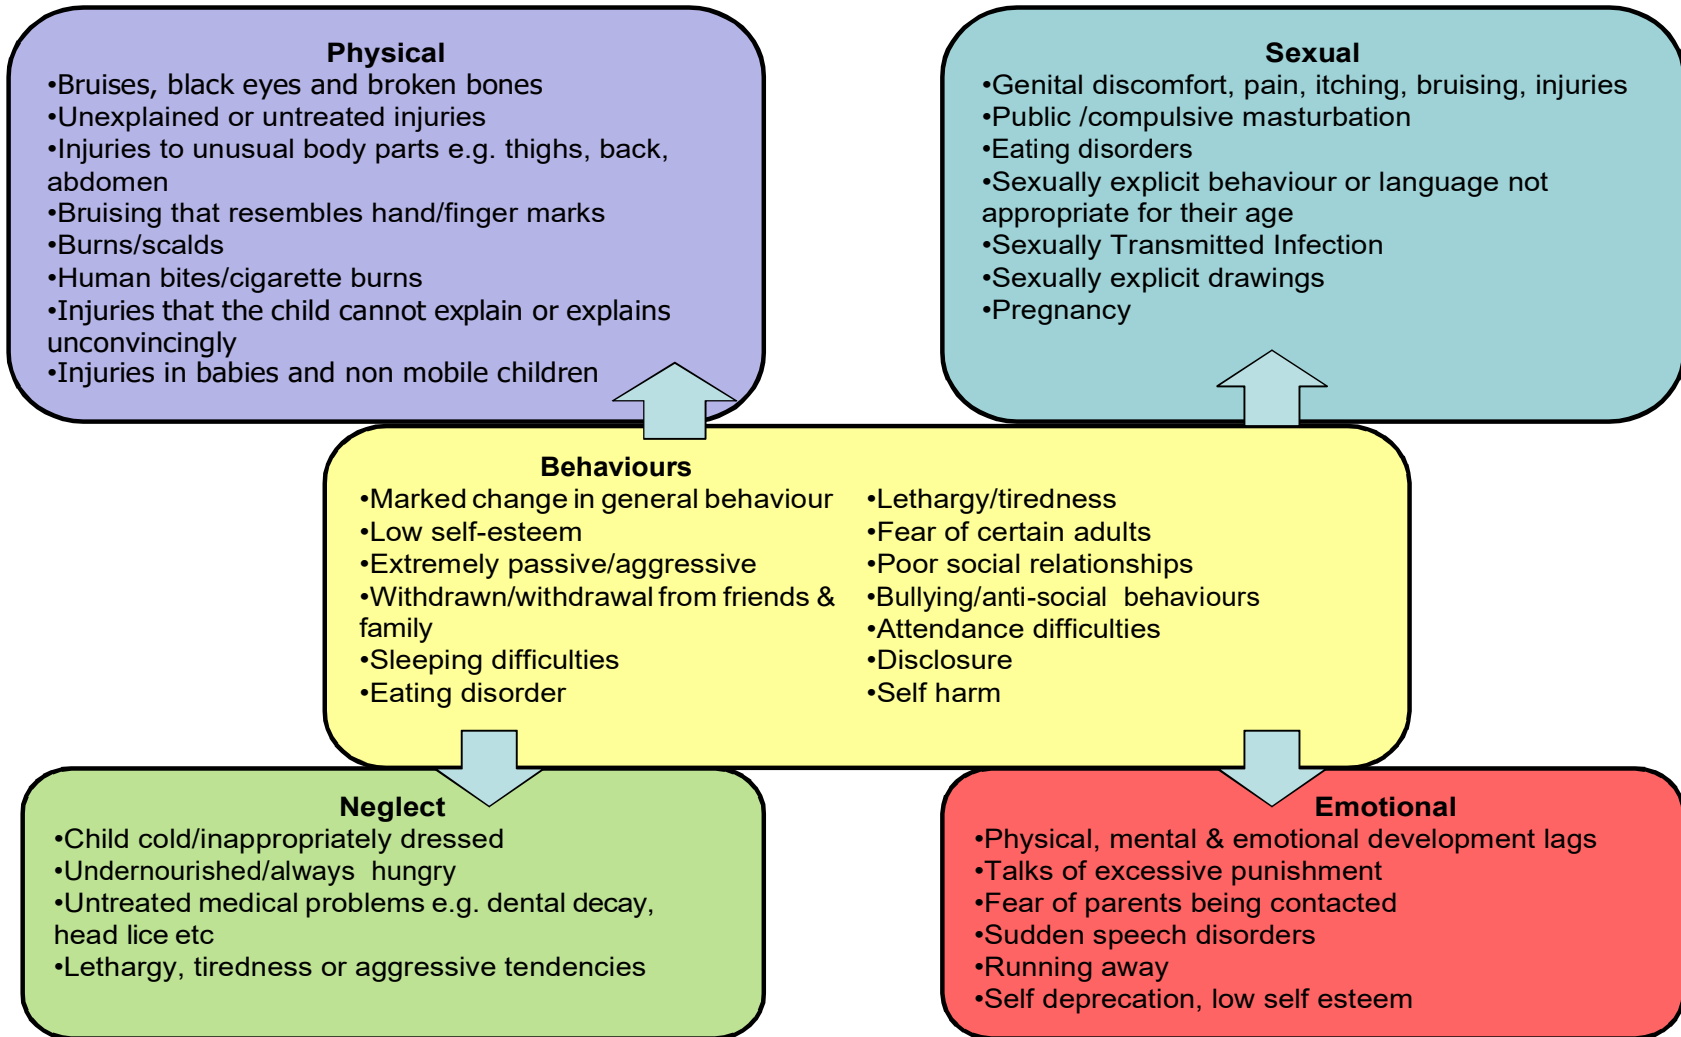 Physical
•Bruises, black eyes and broken bones
•Unexplained or untreated injuries
•Injuries to unusual body parts e.g. thighs, back,
abdomen
•Bruising that resembles hand/finger marks
•Burns/scalds
•Human bites/cigarette burns
•Injuries that the child cannot explain or explains
unconvincingly
•Injuries in babies and non mobile children
Sexual
•Genital discomfort, pain, itching, bruising, injuries
•Public /compulsive masturbation
•Eating disorders
•Sexually explicit behaviour or language not
appropriate for their age
•Sexually Transmitted Infection
•Sexually explicit drawings
•Pregnancy
Behaviours
•Marked change in general behaviour
•Low self-esteem
•Extremely passive/aggressive
•Withdrawn/withdrawal from friends &
family
•Sleeping difficulties
•Eating disorder
•Lethargy/tiredness
•Fear of certain adults
•Poor social relationships
•Bullying/anti-social behaviours
•Attendance difficulties
•Disclosure
•Self harm
Neglect
•Child cold/inappropriately dressed
•Undernourished/always hungry
•Untreated medical problems e.g. dental decay,
head lice etc
•Lethargy, tiredness or aggressive tendencies
Emotional
•Physical, mental & emotional development lags
•Talks of excessive punishment
•Fear of parents being contacted
•Sudden speech disorders
•Running away
•Self deprecation, low self esteem